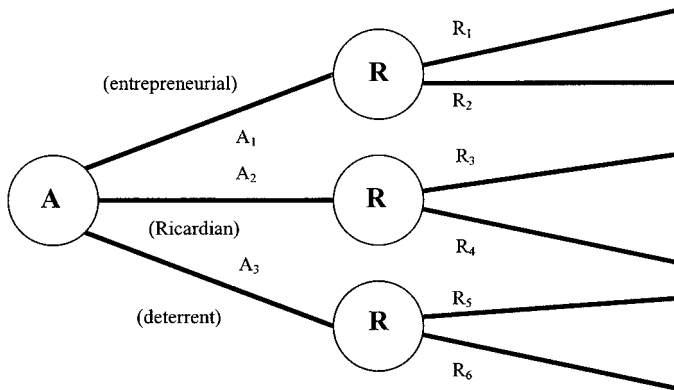 R₁
R
(entrepreneurial)
R₂
A₁
A₂
R₃
A
R
(Ricardian)
A₃
R₄
R₅
(deterrent)
R
R₆